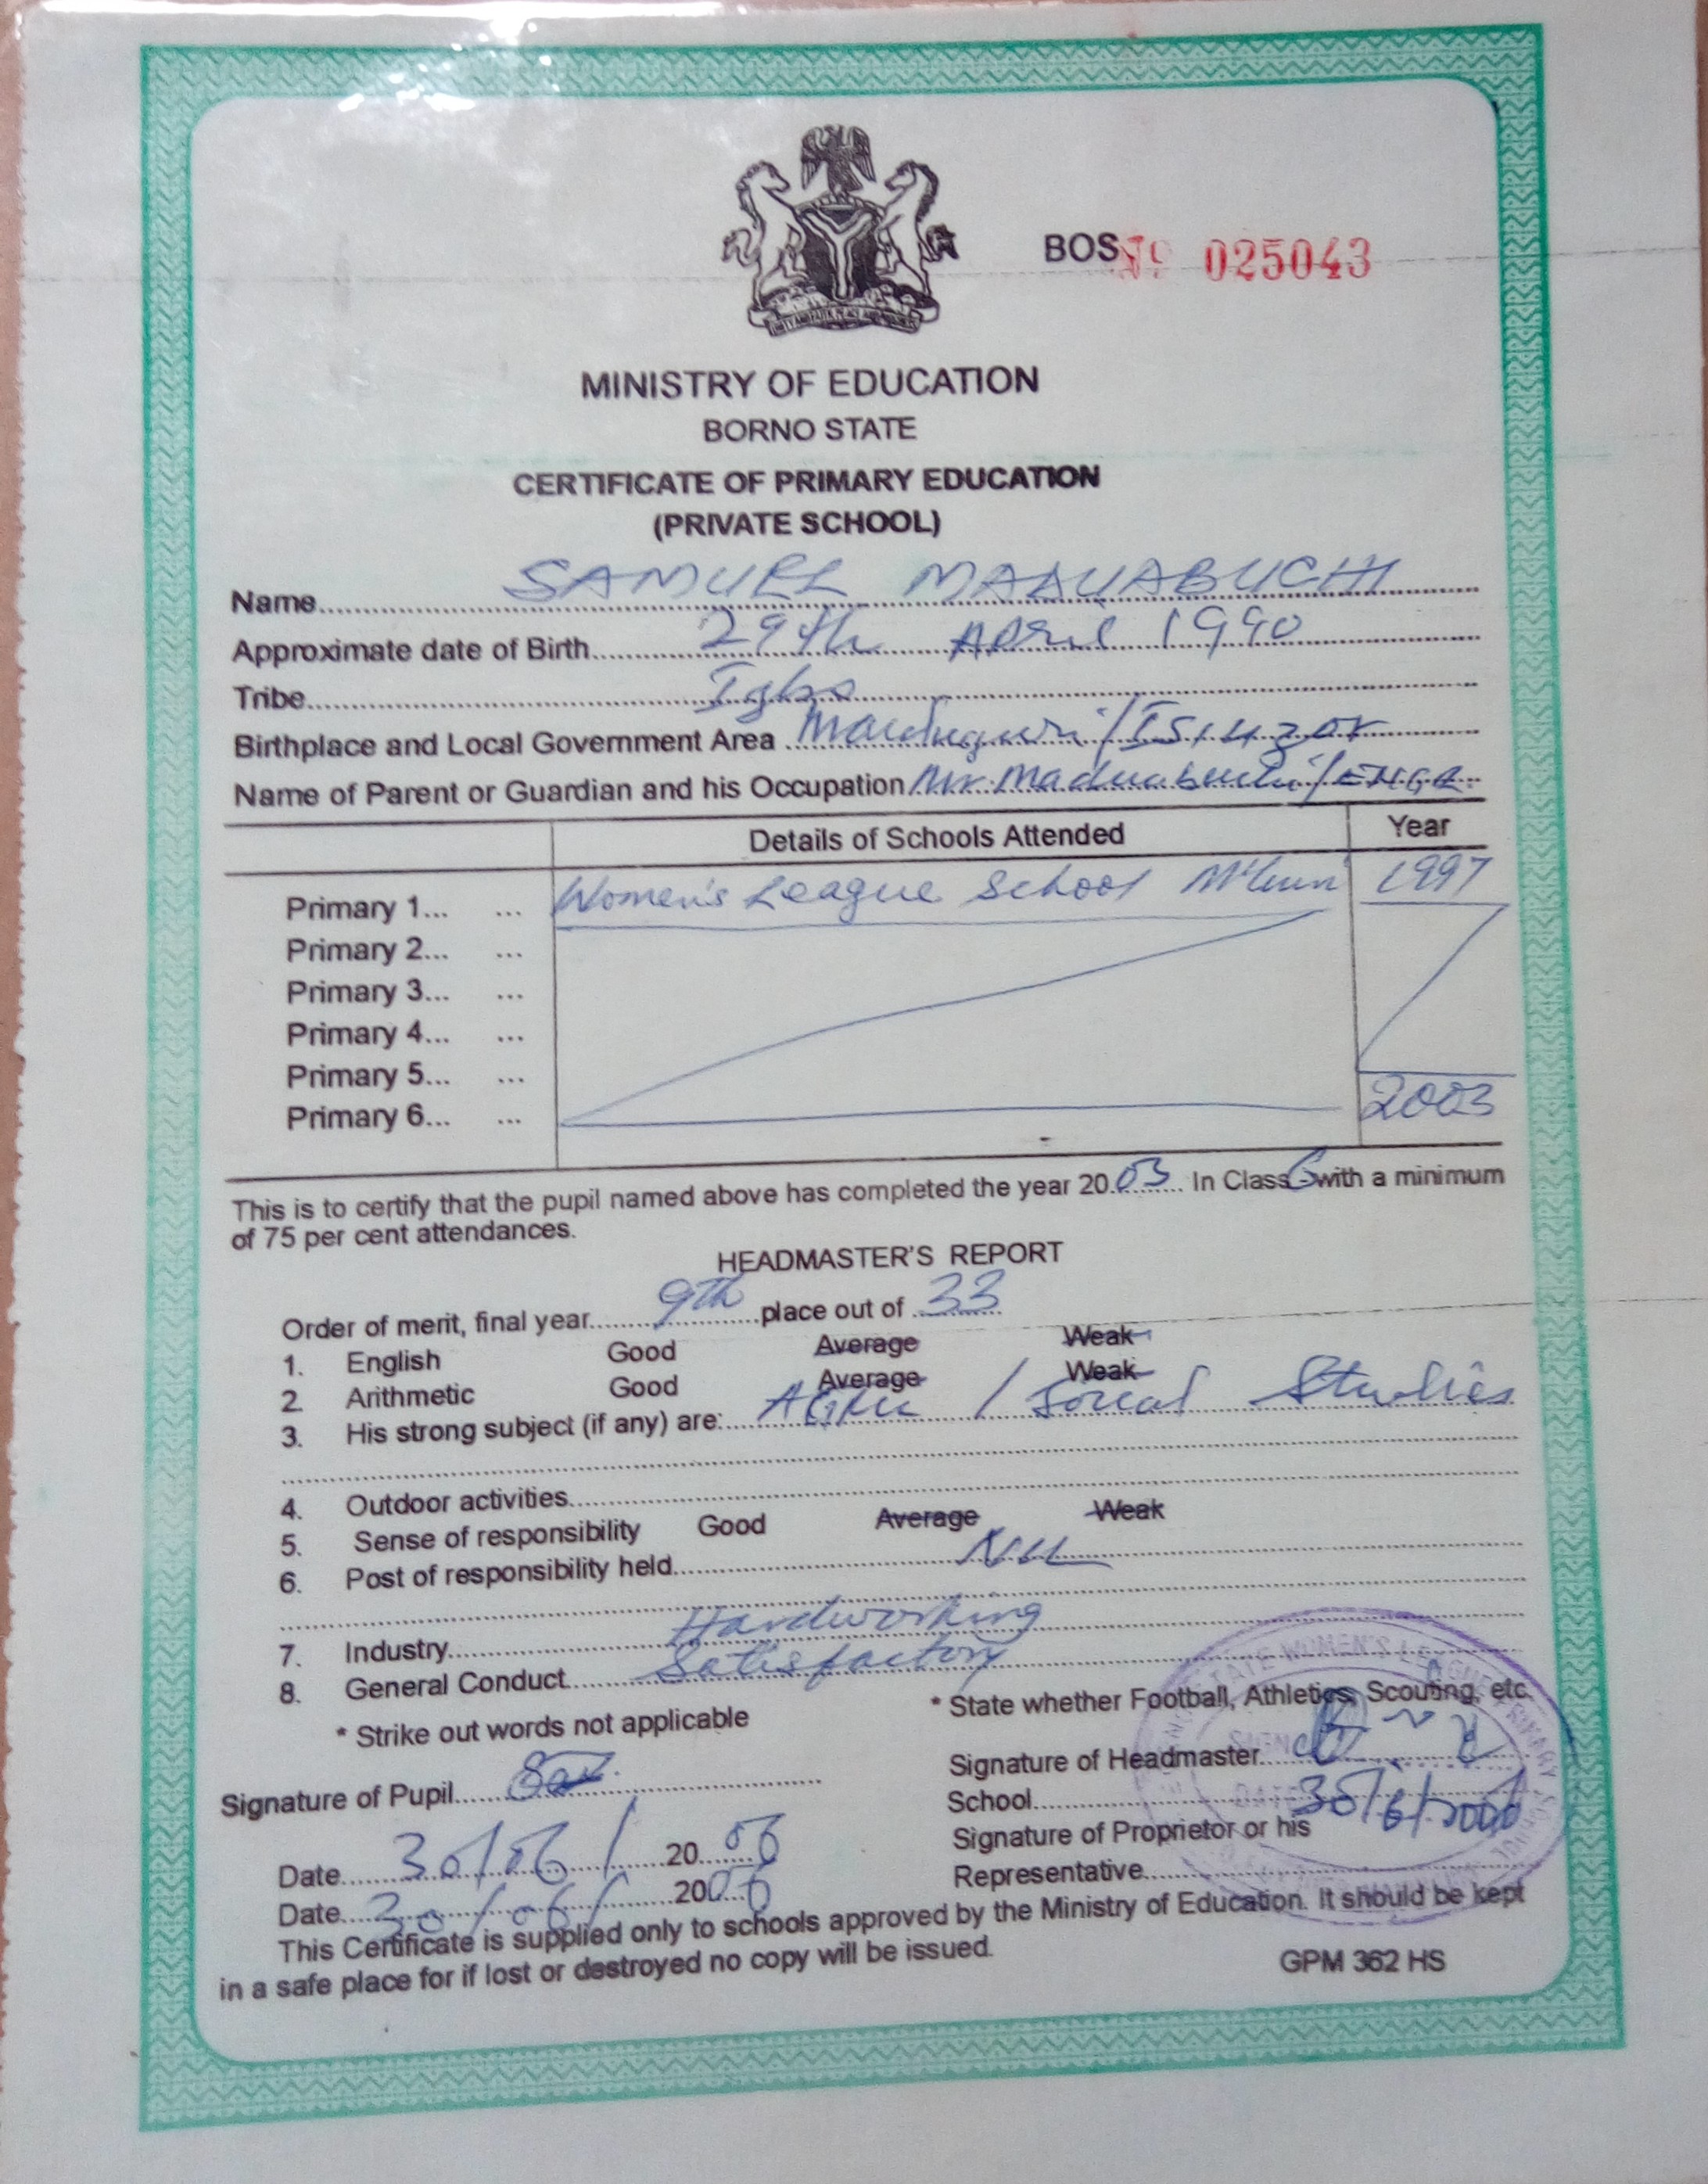 BOS No 025043
MINISTRY OF EDUCATION
BORNO STATE
CERTIFICATE OF PRIMARY EDUCATION
(PRIVATE SCHOOL)
Name SAMUEL MADUABUCHI
Approximate date of Birth 29th April 1990
Tribe Igbo
Birthplace and Local Government Area Maiduguri/ISIUZOR
Name of Parent or Guardian and his Occupation Mr. Maduabuchi/ENGR.
Details of Schools Attended Year
Primary 1... ... Women's League School 1997
Primary 2... ...
Primary 3... ...
Primary 4... ...
Primary 5... ...
Primary 6... ... 2003
This is to certify that the pupil named above has completed the year 2003 In Class 6 with a minimum
of 75 per cent attendances.
HEADMASTER'S REPORT
Order of merit, final year 9th place out of 33
1. English Good Average Weak
2. Arithmetic Good Average Weak
3. His strong subject (if any) are: AGRIC / Social Studies
4. Outdoor activities
5. Sense of responsibility Good Average Weak
6. Post of responsibility held Nil
7. Industry Hardworking
8. General Conduct Satisfactory
* State whether Football, Athletics, Scouting, etc.
* Strike out words not applicable
Signature of Headmaster
Signature of Pupil
School 30/6/2006
Signature of Proprietor or his
Date 30/06/ 2006
Representative
Date 30/06/ 2006
This Certificate is supplied only to schools approved by the Ministry of Education. It should be kept
in a safe place for if lost or destroyed no copy will be issued.
GPM 362 HS
STATE WOMEN'S LEAGUE PRIMARY SCHOOL
DATE